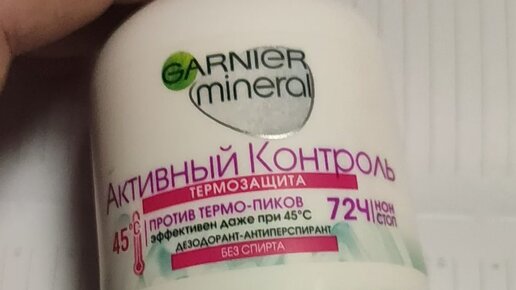 GARNIER
mineral
АКТИВНЫЙ КОНТРОЛЬ
ТЕРМОЗАЩИТА
45°C
ПРОТИВ ТЕРМО-ПИКОВ
эффективен даже при 45°C
72Ч НОН СТОП
ДЕЗОДОРАНТ-АНТИПЕРСПИРАНТ
БЕЗ СПИРТА